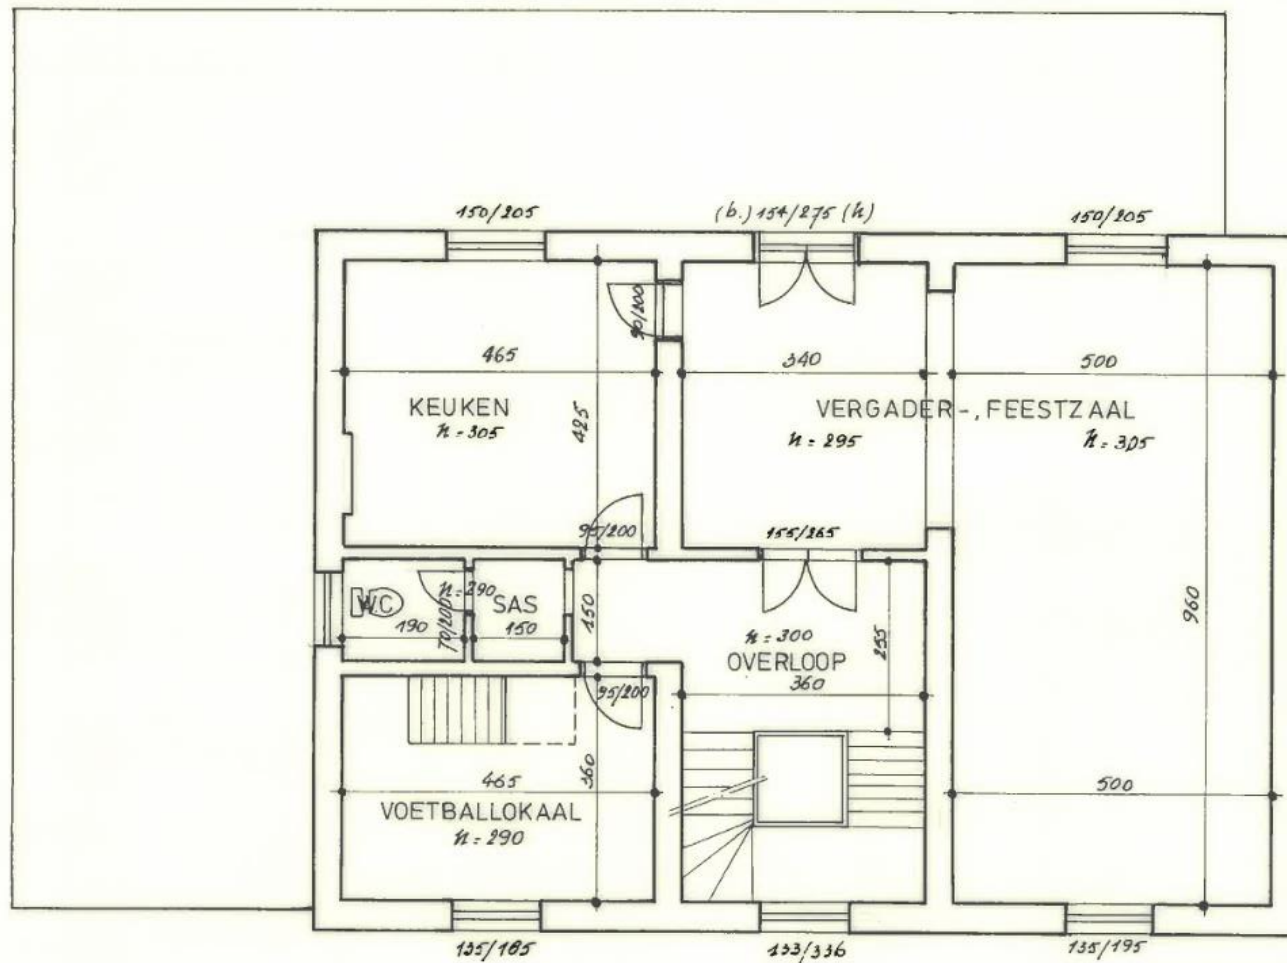 150/205
(b.) 154/275 (h)
150/205
90/200
465
340
500
KEUKEN
h=305
425
VERGADER-, FEESTZAAL
h=295
h=305
95/200
155/265
WC
h=290
SAS
70/200
190
150
150
h=300
OVERLOOP
255
960
360
95/200
360
465
500
VOETBALLOKAAL
h=290
135/185
133/336
135/195